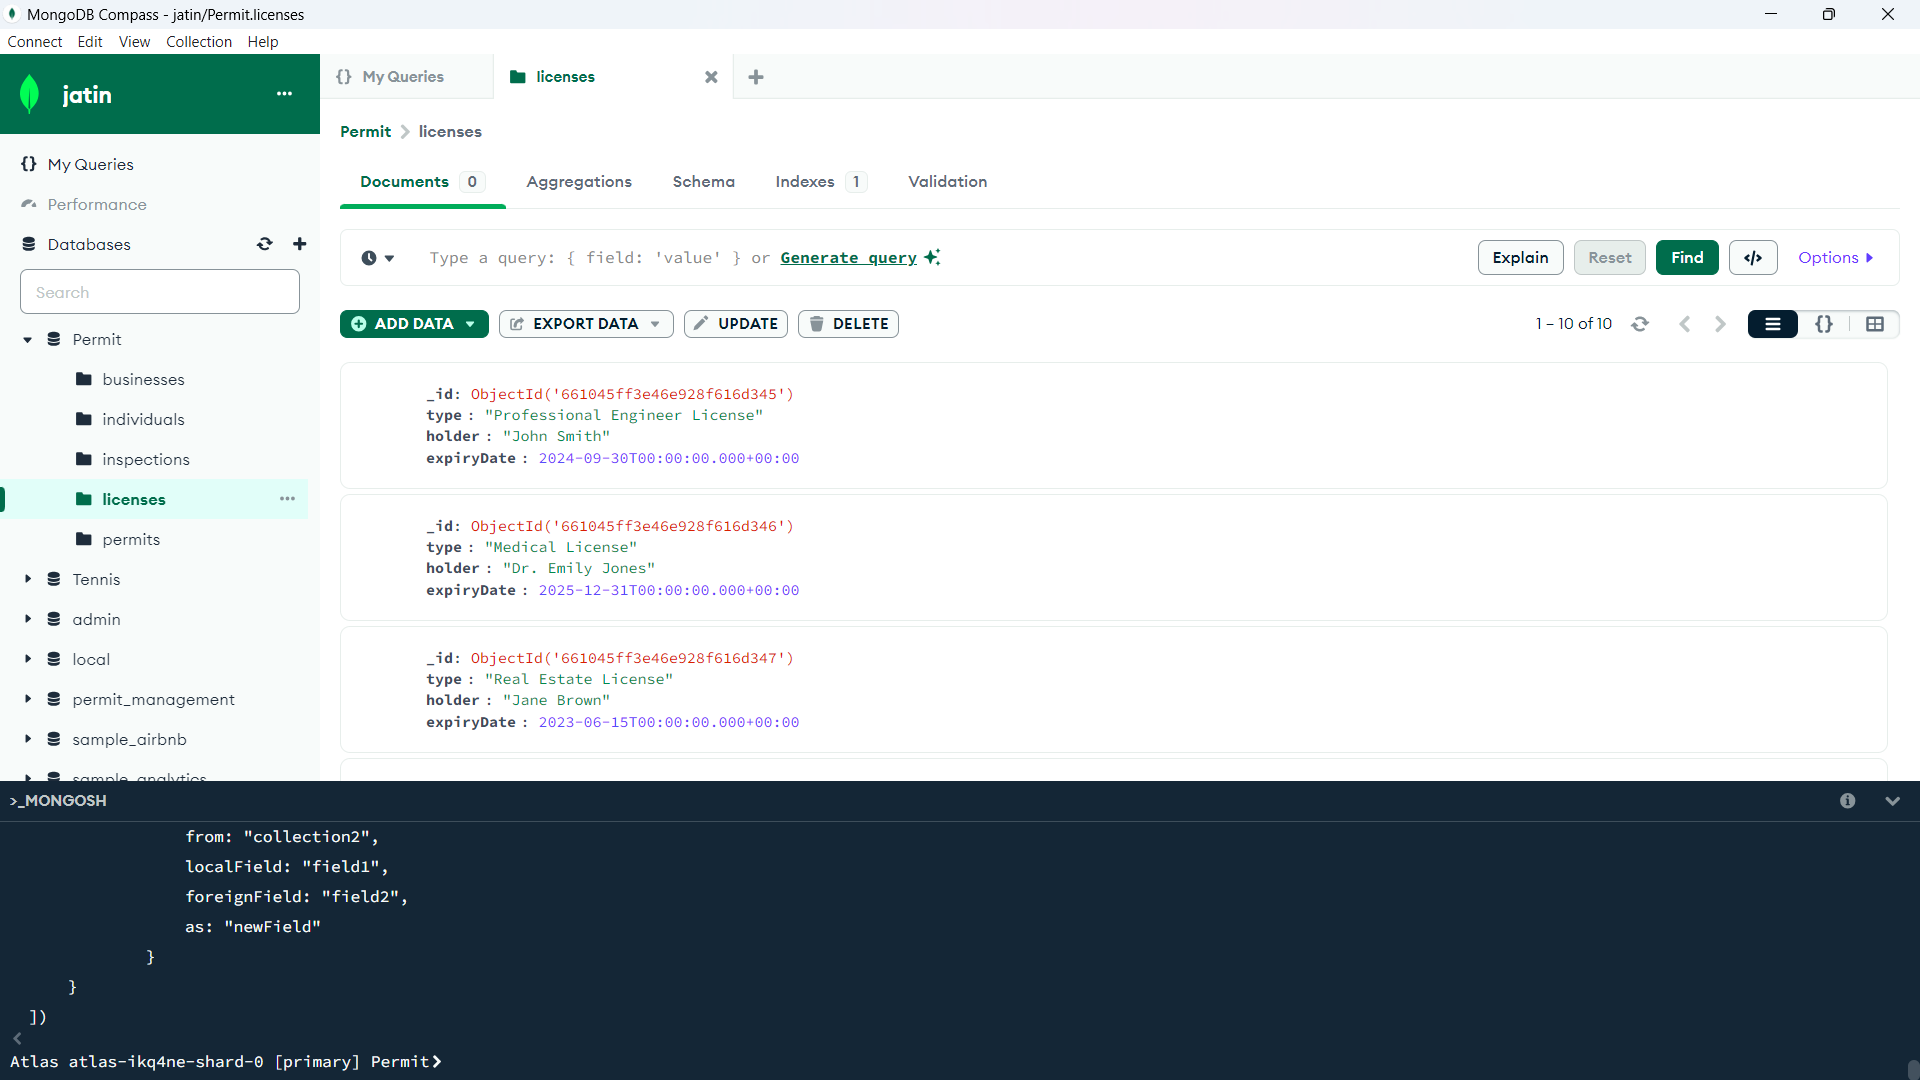 MongoDB Compass - jatin/Permit.licenses
Connect Edit View Collection Help
jatin
My Queries
Performance
Databases
Search
Permit
businesses
individuals
inspections
licenses
permits
Tennis
admin
local
permit_management
sample_airbnb
sample_analytics
{} My Queries
licenses
Permit > licenses
Documents 0 Aggregations Schema Indexes 1 Validation
Type a query: { field: 'value' } or Generate query
Explain Reset Find </> Options
ADD DATA EXPORT DATA UPDATE DELETE
1 – 10 of 10 {}
_id: ObjectId('661045ff3e46e928f616d345')
type : "Professional Engineer License"
holder : "John Smith"
expiryDate : 2024-09-30T00:00:00.000+00:00
_id: ObjectId('661045ff3e46e928f616d346')
type : "Medical License"
holder : "Dr. Emily Jones"
expiryDate : 2025-12-31T00:00:00.000+00:00
_id: ObjectId('661045ff3e46e928f616d347')
type : "Real Estate License"
holder : "Jane Brown"
expiryDate : 2023-06-15T00:00:00.000+00:00
>_MONGOSH
from: "collection2",
localField: "field1",
foreignField: "field2",
as: "newField"
}
}
])
Atlas atlas-ikq4ne-shard-0 [primary] Permit>